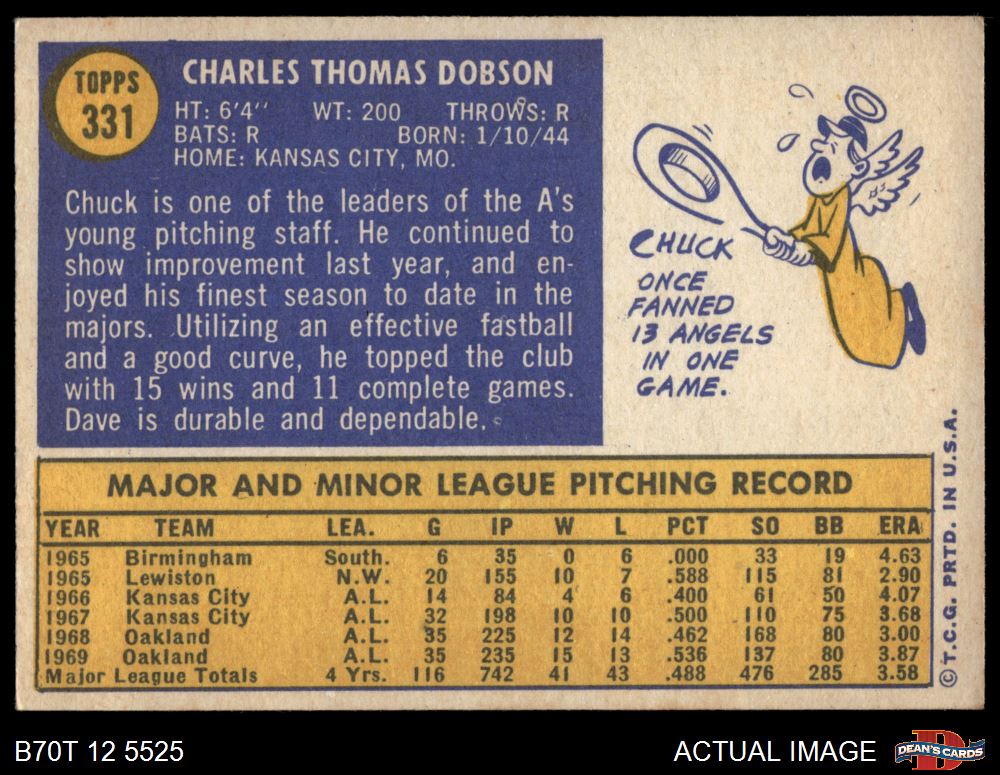 TOPPS
331
CHARLES THOMAS DOBSON
HT: 6'4" WT: 200 THROWS: R
BATS: R BORN: 1/10/44
HOME: KANSAS CITY, MO.
Chuck is one of the leaders of the A's
young pitching staff. He continued to
show improvement last year, and en-
joyed his finest season to date in the
majors. Utilizing an effective fastball
and a good curve, he topped the club
with 15 wins and 11 complete games.
Dave is durable and dependable.
CHUCK
ONCE
FANNED
13 ANGELS
IN ONE
GAME.
MAJOR AND MINOR LEAGUE PITCHING RECORD
YEAR TEAM LEA. G IP W L PCT SO BB ERA
1965 Birmingham South. 6 35 0 6 .000 33 19 4.63
1965 Lewiston N.W. 20 155 10 7 .588 115 81 2.90
1966 Kansas City A.L. 14 84 4 6 .400 61 50 4.07
1967 Kansas City A.L. 32 198 10 10 .500 110 75 3.68
1968 Oakland A.L. 35 225 12 14 .462 168 80 3.00
1969 Oakland A.L. 35 235 15 13 .536 137 80 3.87
Major League Totals 4 Yrs. 116 742 41 43 .488 476 285 3.58
©T.C.G. PRTD. IN U.S.A.
B70T 12 5525
ACTUAL IMAGE
DEAN'S CARDS